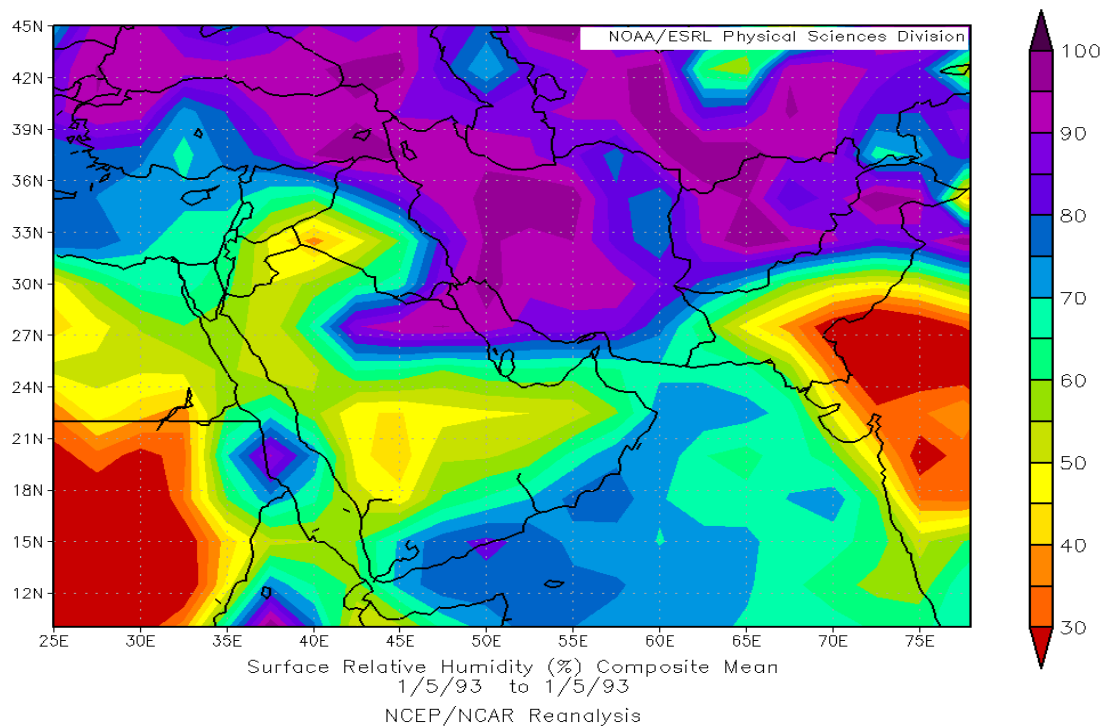 NOAA/ESRL Physical Sciences Division
45N
42N
39N
36N
33N
30N
27N
24N
21N
18N
15N
12N
25E 30E 35E 40E 45E 50E 55E 60E 65E 70E 75E
100
90
80
70
60
50
40
30
Surface Relative Humidity (%) Composite Mean
1/5/93 to 1/5/93
NCEP/NCAR Reanalysis